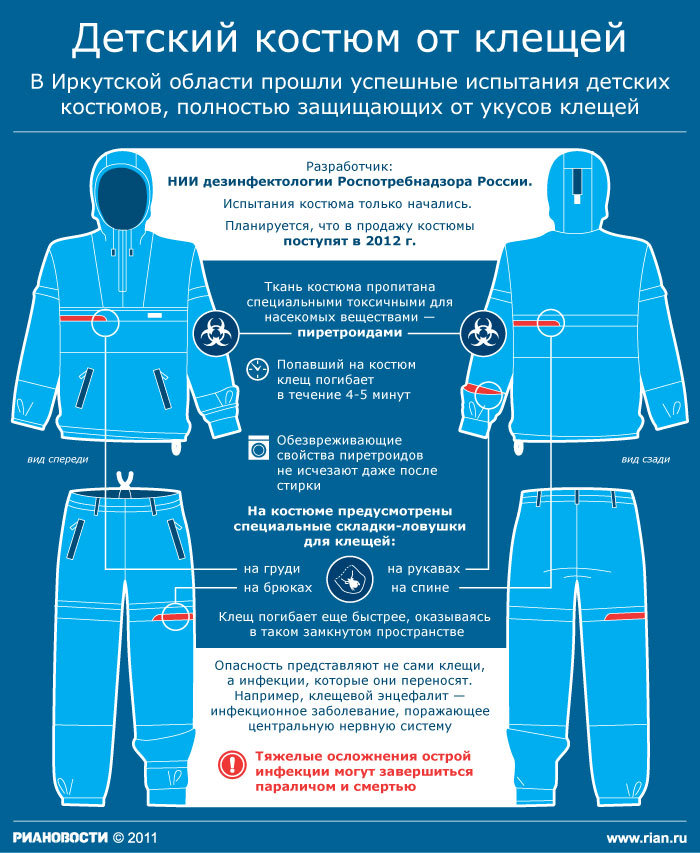 Детский костюм от клещей
В Иркутской области прошли успешные испытания детских
костюмов, полностью защищающих от укусов клещей
Разработчик:
НИИ дезинфектологии Роспотребнадзора России.
Испытания костюма только начались.
Планируется, что в продажу костюмы
поступят в 2012 г.
Ткань костюма пропитана
специальными токсичными для
насекомых веществами —
пиретроидами
Попавший на костюм
клещ погибает
в течение 4-5 минут
Обезвреживающие
свойства пиретроидов
не исчезают даже после
стирки
вид спереди
вид сзади
На костюме предусмотрены
специальные складки-ловушки
для клещей:
на груди
на рукавах
на брюках
на спине
Клещ погибает еще быстрее, оказываясь
в таком замкнутом пространстве
Опасность представляют не сами клещи,
а инфекции, которые они переносят.
Например, клещевой энцефалит —
инфекционное заболевание, поражающее
центральную нервную систему
Тяжелые осложнения острой
инфекции могут завершиться
параличом и смертью
РИАНОВОСТИ © 2011
www.rian.ru